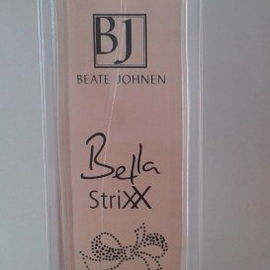 BJ
BEATE JOHNEN
Bella
StriXX